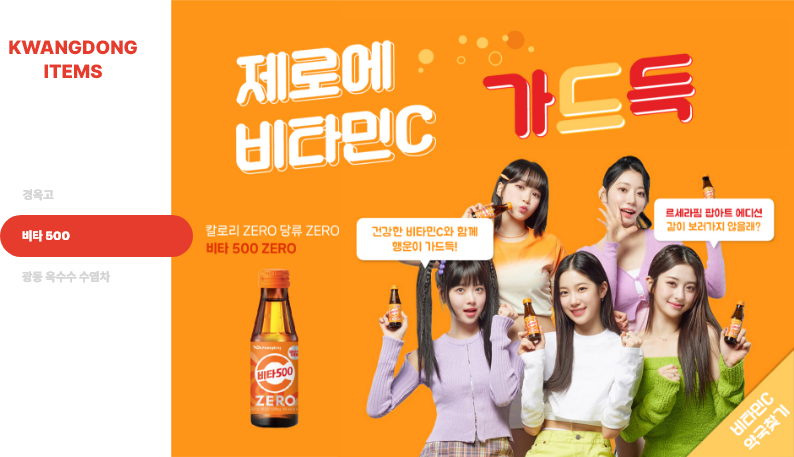 KWANGDONG
ITEMS
경옥고
비타 500
광동 옥수수 수염차
제로에
비타민C
가드득
칼로리 ZERO 당류 ZERO
비타 500 ZERO
건강한 비타민C와 함께
행운이 가드득!
르세라핌 팝아트 에디션
같이 보러가지 않을래?
비타500
ZERO
비타민C
약국찾기